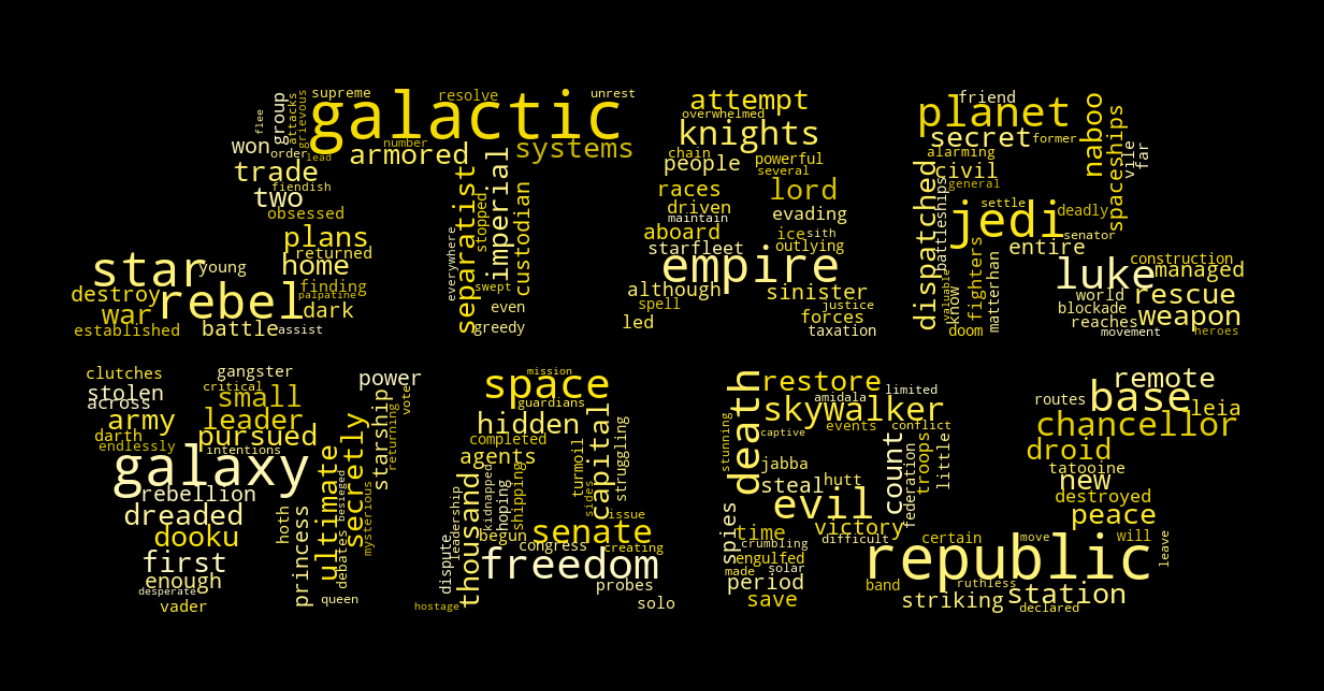 supreme
resolve
unrest
galactic
flee
group
attacks
grievous
won
order
lead
number
armored
systems
trade
fiendish
two
obsessed
plans
returned
star
young
home
finding
destroy
rebel
palpatine
war
dark
established
battle
assist
everywhere
separatist
stopped
imperial
custodian
swept
even
greedy
attempt
overwhelmed
knights
chain
people
powerful
several
races
lord
driven
maintain
evading
aboard
ice
sith
starfleet
outlying
empire
although
sinister
spell
justice
led
forces
taxation
friend
planet
secret
former
alarming
civil
general
naboo
spaceships
vile
far
dispatched
battleships
settle
deadly
jedi
senator
entire
valuable
know
fighters
matterhan
doom
luke
construction
managed
world
rescue
blockade
reaches
weapon
movement
heroes
clutches
gangster
stolen
critical
small
across
army
leader
darth
pursued
endlessly
intentions
galaxy
rebellion
dreaded
dooku
first
enough
desperate
vader
hoth
princess
ultimate
debates
besieged
secretly
mysterious
queen
power
starship
returning
vote
mission
space
guardians
hidden
completed
agents
capital
turmoil
struggling
sides
thousand
leadership
kidnapped
hoping
shipping
issue
senate
begun
congress
creating
dispute
freedom
probes
hostage
solo
death
stunning
restore
amidala
limited
skywalker
events
conflict
captive
jabba
steal
hutt
count
federation
troops
little
evil
spies
time
victory
crumbling
difficult
engulfed
made
solar
period
save
remote
base
routes
leia
chancellor
droid
tatooine
new
destroyed
peace
certain
move
will
leave
republic
band
ruthless
striking
station
declared